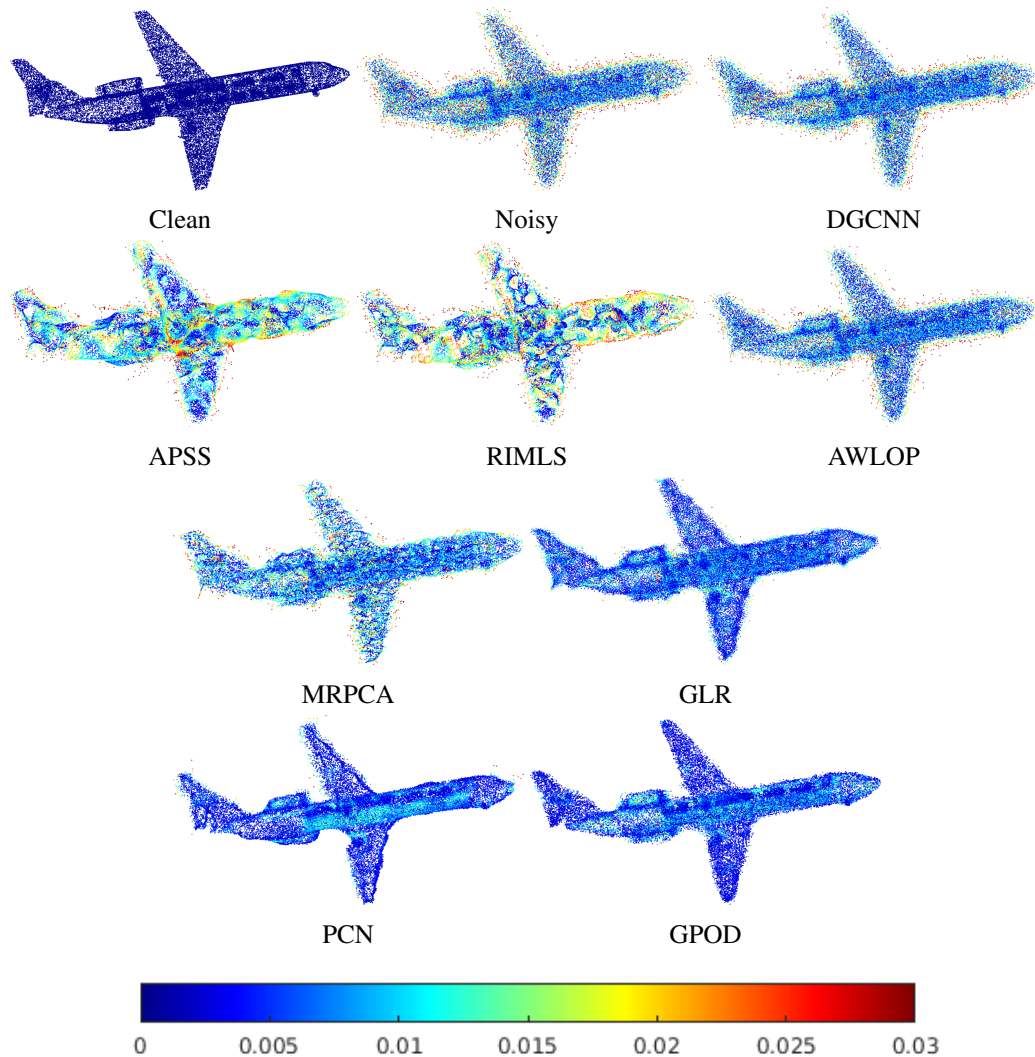 Clean Noisy DGCNN
APSS RIMLS AWLOP
MRPCA GLR
PCN GPOD
0 0.005 0.01 0.015 0.02 0.025 0.03